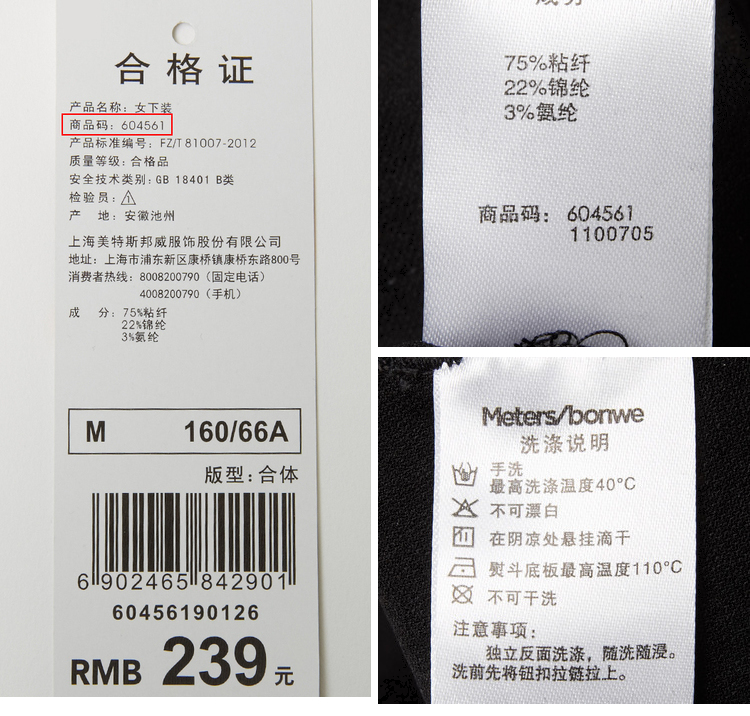 合格证
产品名称：女下装
商品码：604561
产品标准编号：FZ/T 81007-2012
质量等级：合格品
安全技术类别：GB 18401 B类
检验员：1
产 地：安徽池州
上海美特斯邦威服饰股份有限公司
地址：上海市浦东新区康桥镇康桥东路800号
消费者热线：8008200790（固定电话）
4008200790（手机）
成 分：75%粘纤
22%锦纶
3%氨纶
M 160/66A
版型：合体
6 902465 842901
60456190126
RMB 239元
成分
75%粘纤
22%锦纶
3%氨纶
商品码：604561
1100705
Meters/bonwe
洗涤说明
手洗
最高洗涤温度40°C
不可漂白
在阴凉处悬挂滴干
熨斗底板最高温度110°C
不可干洗
注意事项：
独立反面洗涤，随洗随浸。
洗前先将钮扣拉链拉上。